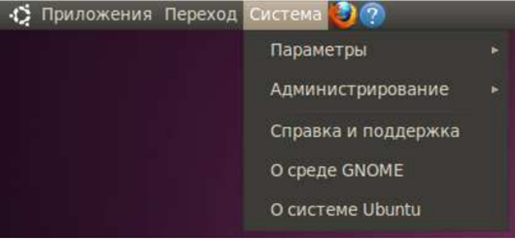 Приложения Переход Система
Параметры
Администрирование
Справка и поддержка
О среде GNOME
О системе Ubuntu